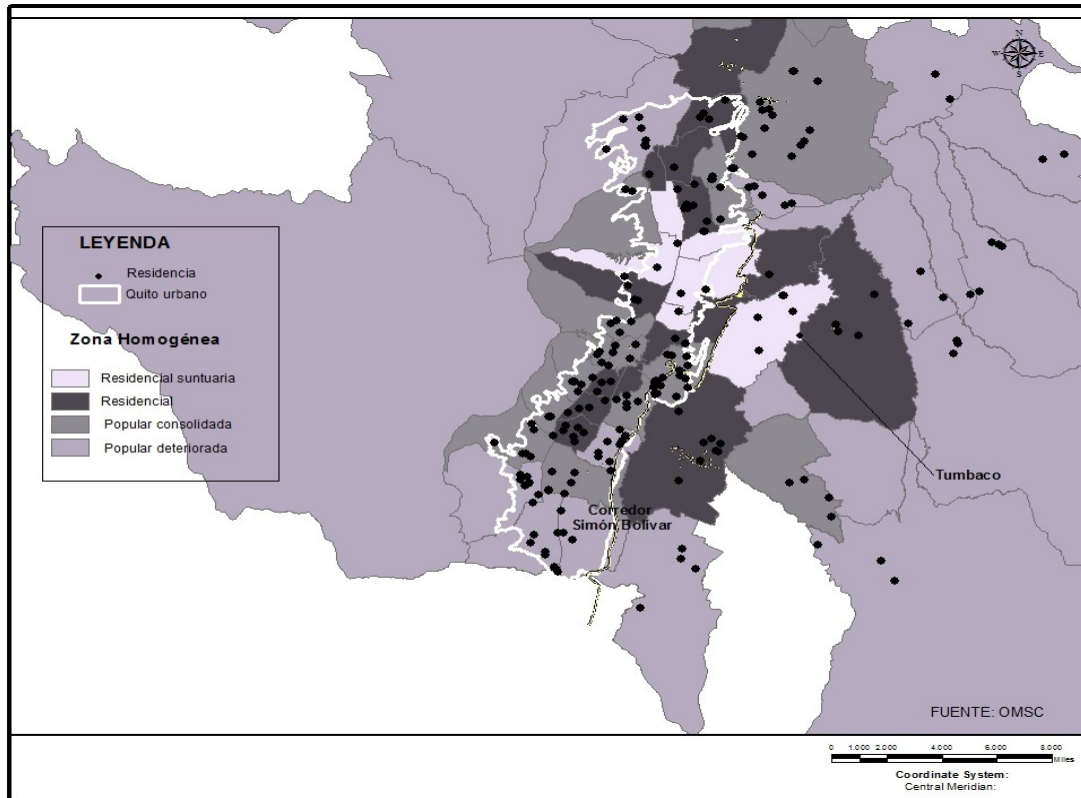 N
W E
S
LEYENDA
Residencia
Quito urbano
Zona Homogénea
Residencial suntuaria
Residencial
Popular consolidada
Popular deteriorada
Tumbaco
Corredor
Simón Bolivar
FUENTE: OMSC
0 1.000 2.000 4.000 6.000 8.000
Miles
Coordinate System:
Central Meridian: